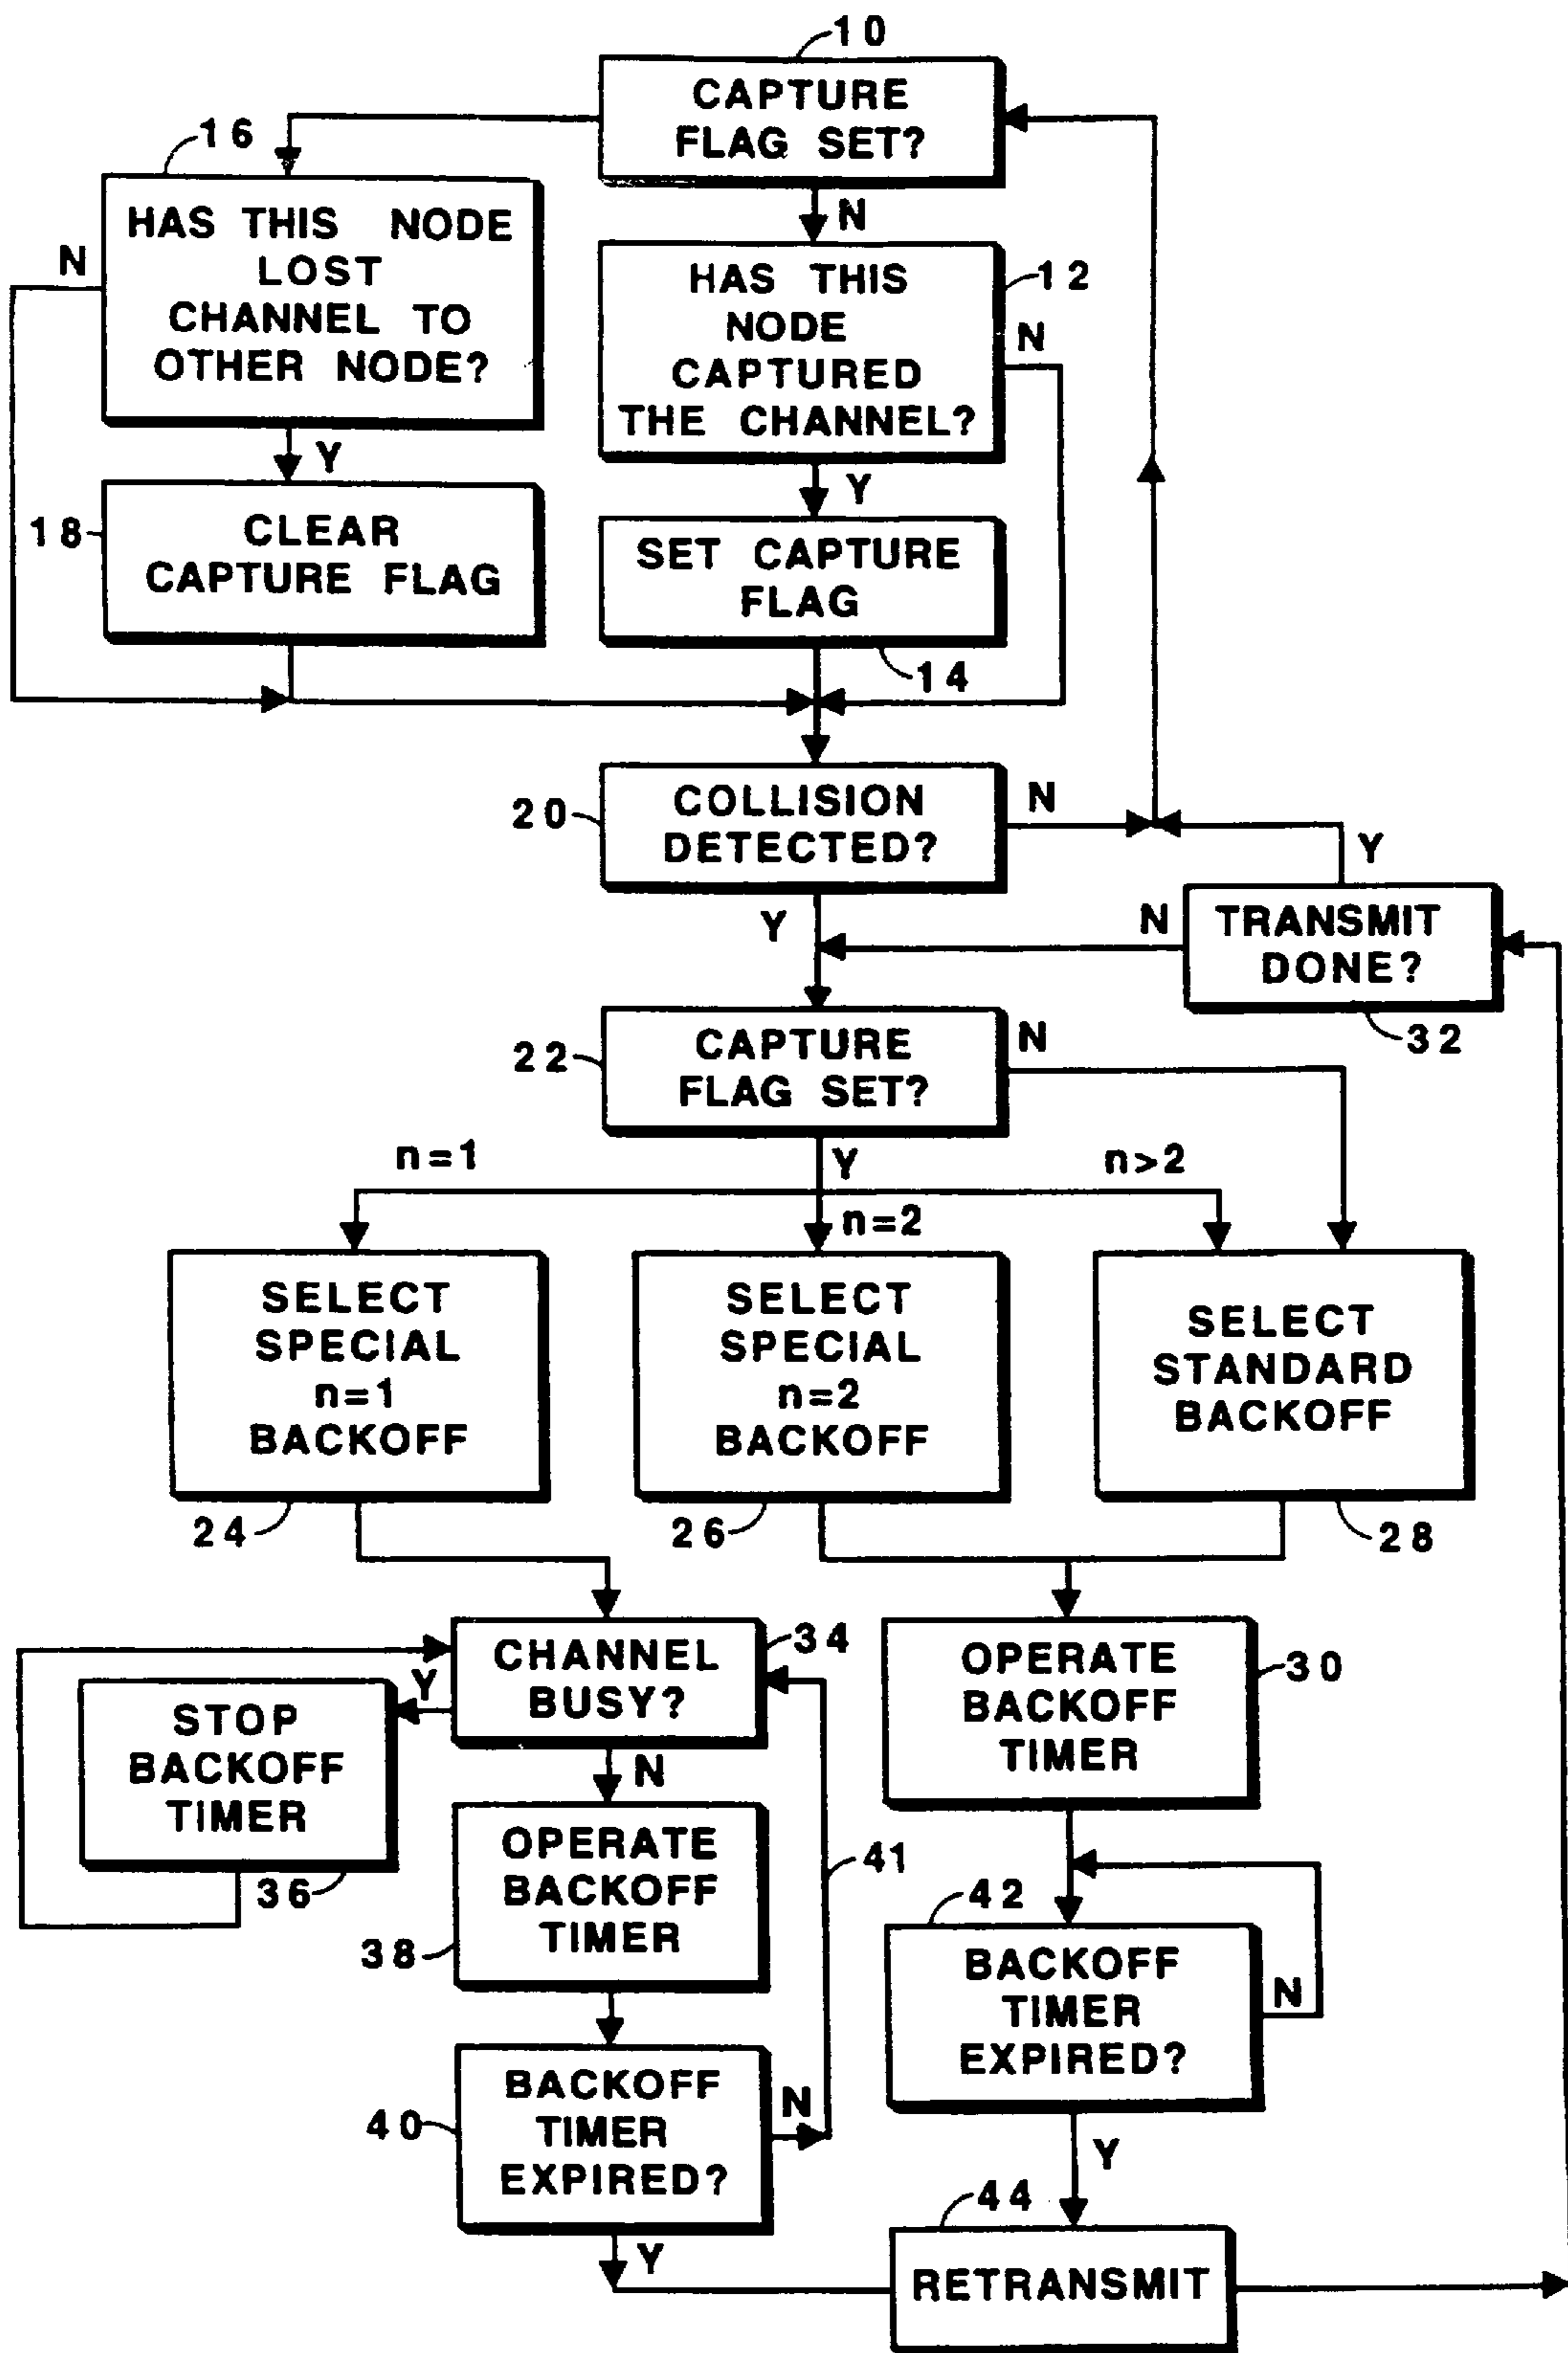 10
CAPTURE
FLAG SET?
16
N
HAS THIS NODE
LOST
CHANNEL TO
OTHER NODE?
N
HAS THIS
NODE
CAPTURED
THE CHANNEL?
12
N
Y
18
CLEAR
CAPTURE FLAG
Y
SET CAPTURE
FLAG
14
20
COLLISION
DETECTED?
N
Y
Y
N
TRANSMIT
DONE?
32
22
CAPTURE
FLAG SET?
N
n=1
Y
n>2
n=2
SELECT
SPECIAL
n=1
BACKOFF
24
SELECT
SPECIAL
n=2
BACKOFF
26
SELECT
STANDARD
BACKOFF
28
CHANNEL
BUSY?
34
Y
STOP
BACKOFF
TIMER
36
N
OPERATE
BACKOFF
TIMER
38
41
BACKOFF
TIMER
EXPIRED?
40
N
Y
OPERATE
BACKOFF
TIMER
30
42
BACKOFF
TIMER
EXPIRED?
N
Y
44
RETRANSMIT